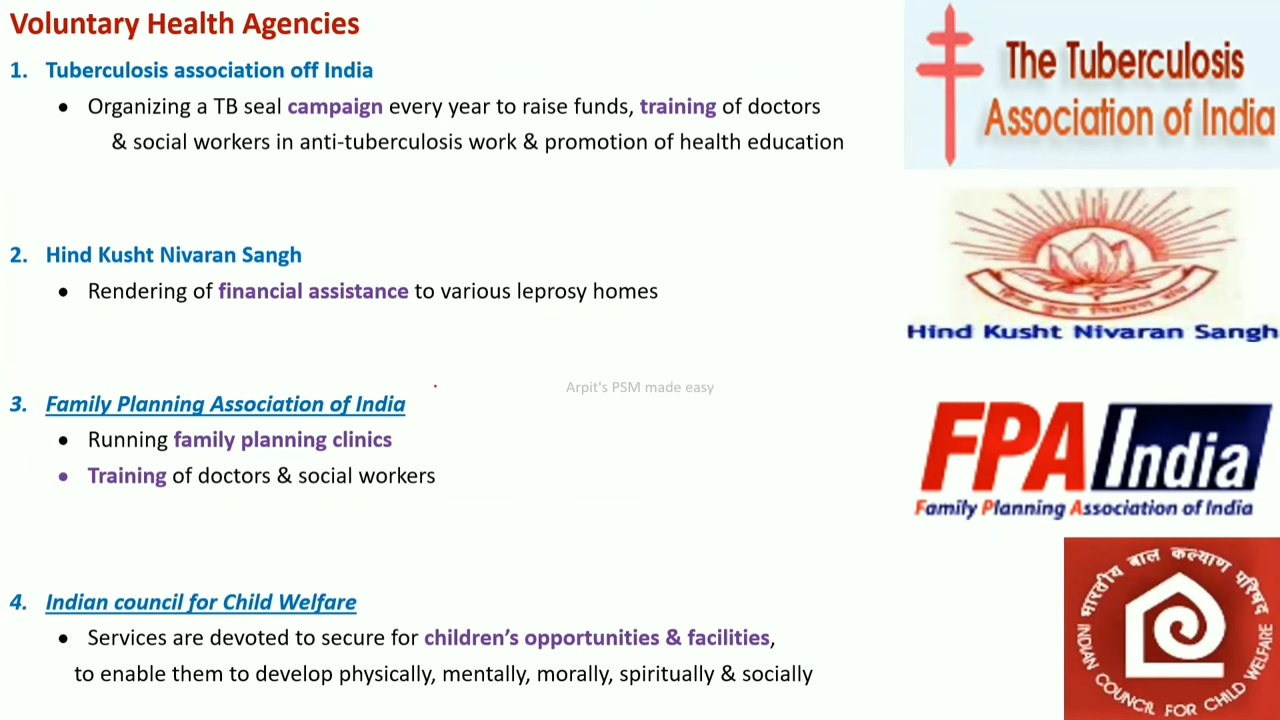 Voluntary Health Agencies
1. Tuberculosis association off India
• Organizing a TB seal campaign every year to raise funds, training of doctors
& social workers in anti-tuberculosis work & promotion of health education
The Tuberculosis
Association of India
2. Hind Kusht Nivaran Sangh
• Rendering of financial assistance to various leprosy homes
हिन्द कुष्ठ निवारण संघ
Hind Kusht Nivaran Sangh
Arpit's PSM made easy
3. Family Planning Association of India
• Running family planning clinics
• Training of doctors & social workers
FPA India
Family Planning Association of India
4. Indian council for Child Welfare
• Services are devoted to secure for children’s opportunities & facilities,
to enable them to develop physically, mentally, morally, spiritually & socially
भारतीय बाल कल्याण परिषद
INDIAN COUNCIL FOR CHILD WELFARE